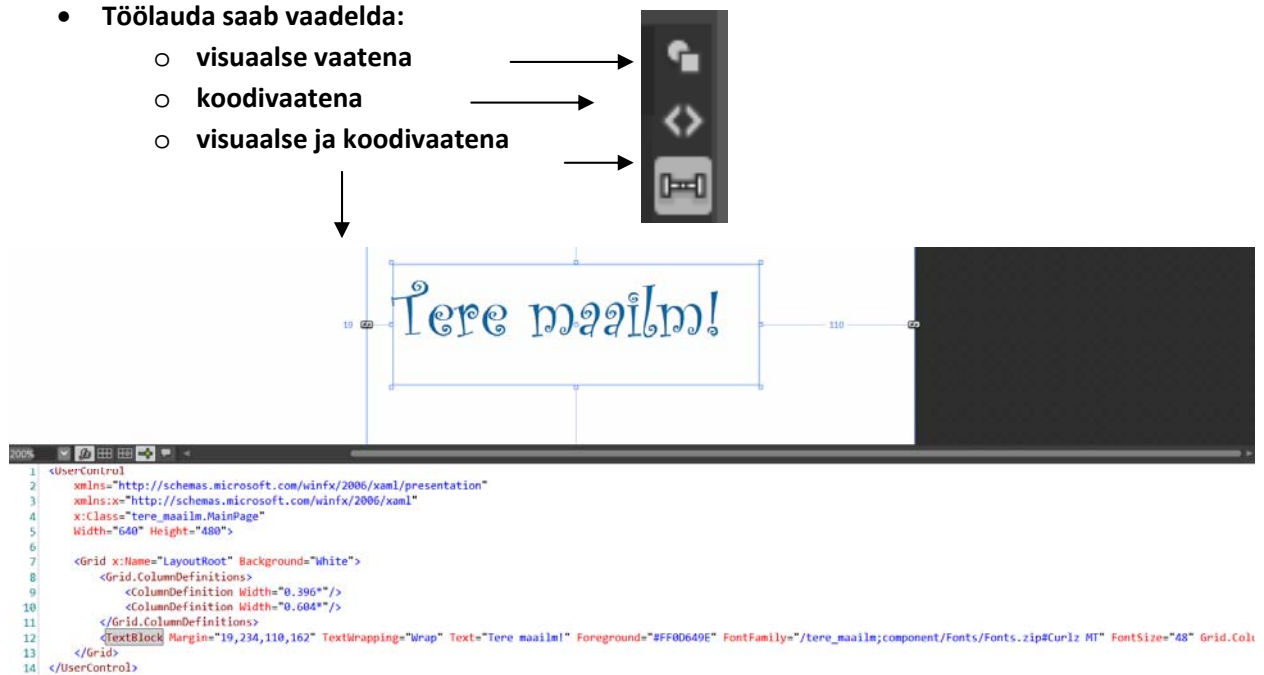 • Töölauda saab vaadelda:
o visuaalse vaatena
o koodivaatena
o visuaalse ja koodivaatena
Tere maailm!
19
110
200%
1 <UserControl
2 xmlns="http://schemas.microsoft.com/winfx/2006/xaml/presentation"
3 xmlns:x="http://schemas.microsoft.com/winfx/2006/xaml"
4 x:Class="tere_maailm.MainPage"
5 Width="640" Height="480">
6
7 <Grid x:Name="LayoutRoot" Background="White">
8 <Grid.ColumnDefinitions>
9 <ColumnDefinition Width="0.396*"/>
10 <ColumnDefinition Width="0.604*"/>
11 </Grid.ColumnDefinitions>
12 <TextBlock Margin="19,234,110,162" TextWrapping="Wrap" Text="Tere maailm!" Foreground="#FF0D649E" FontFamily="/tere_maailm;component/Fonts/Fonts.zip#Curlz MT" FontSize="48" Grid.Colu
13 </Grid>
14 </UserControl>